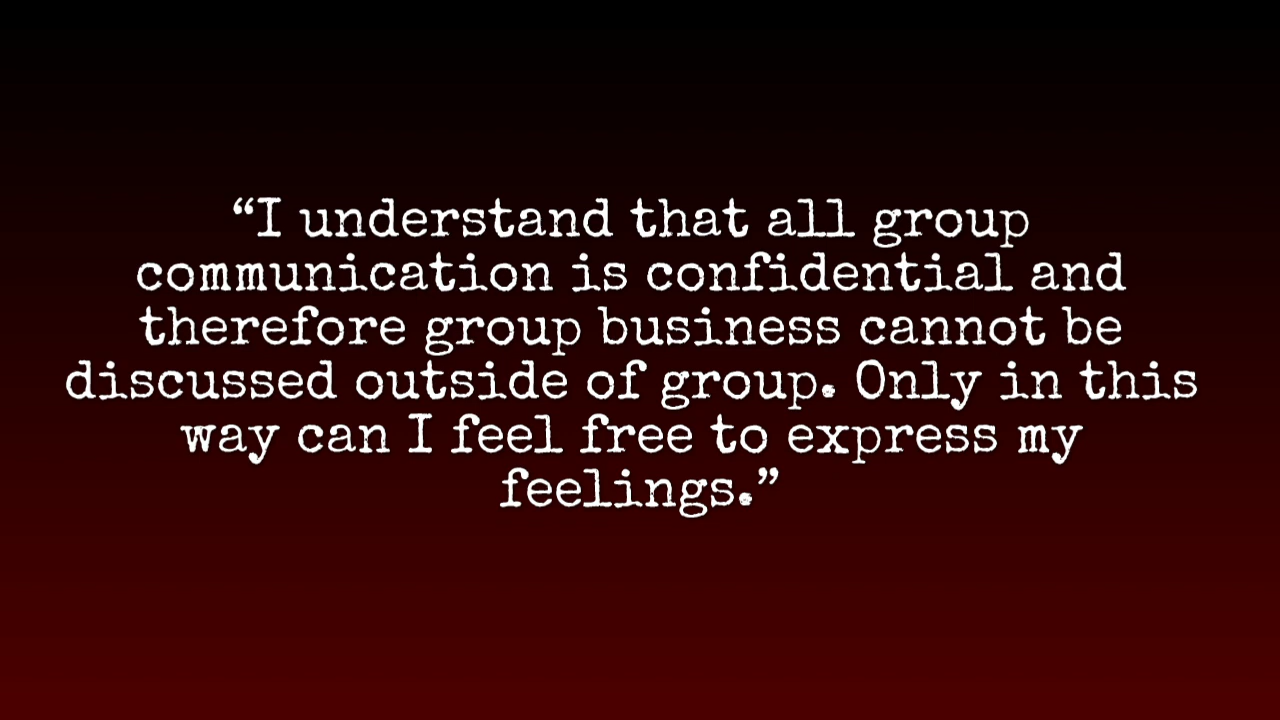 “I understand that all group
communication is confidential and
therefore group business cannot be
discussed outside of group. Only in this
way can I feel free to express my
feelings.”